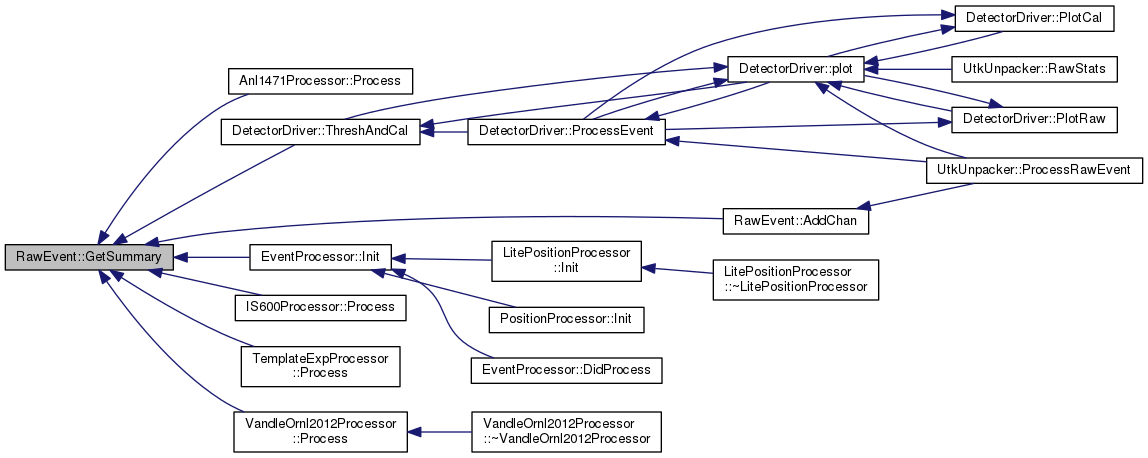 DetectorDriver::PlotCal
DetectorDriver::plot
UtkUnpacker::RawStats
Anl1471Processor::Process
DetectorDriver::PlotRaw
DetectorDriver::ThreshAndCal
DetectorDriver::ProcessEvent
UtkUnpacker::ProcessRawEvent
RawEvent::AddChan
RawEvent::GetSummary
EventProcessor::Init
LitePositionProcessor
::Init
LitePositionProcessor
::~LitePositionProcessor
IS600Processor::Process
PositionProcessor::Init
TemplateExpProcessor
::Process
EventProcessor::DidProcess
VandleOrnl2012Processor
::Process
VandleOrnl2012Processor
::~VandleOrnl2012Processor